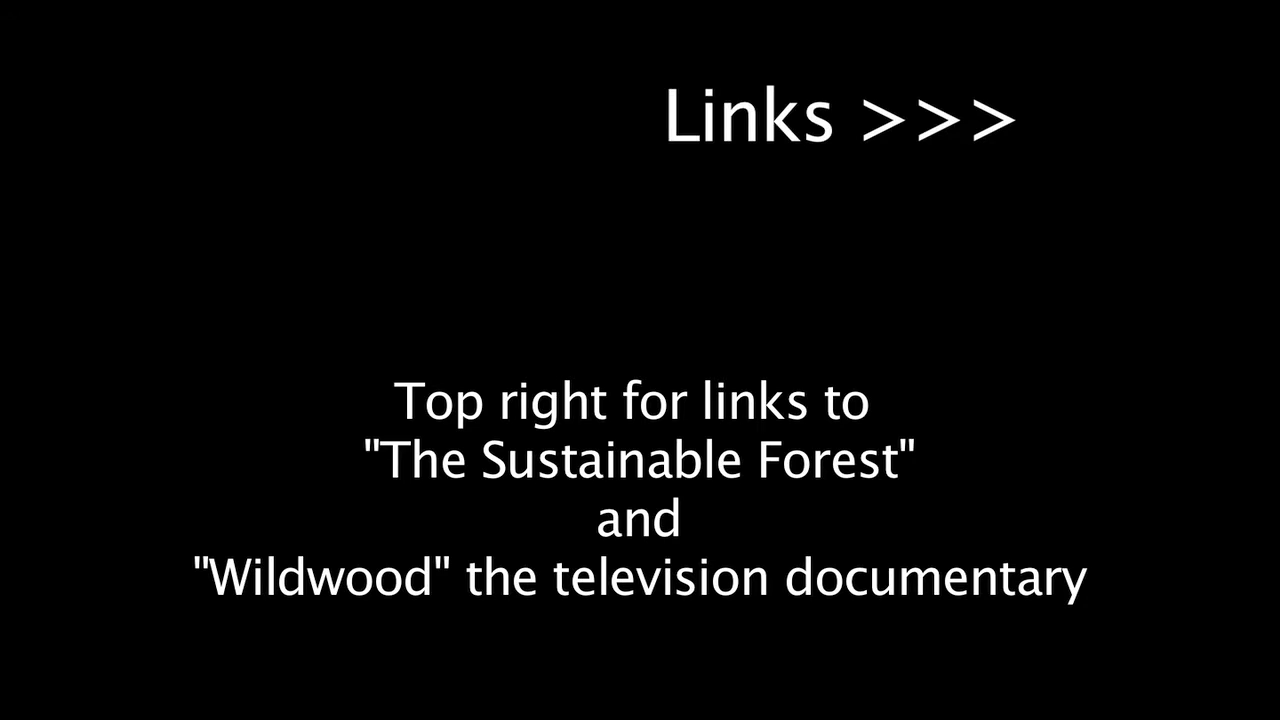 Links >>>
Top right for links to
"The Sustainable Forest"
and
"Wildwood" the television documentary